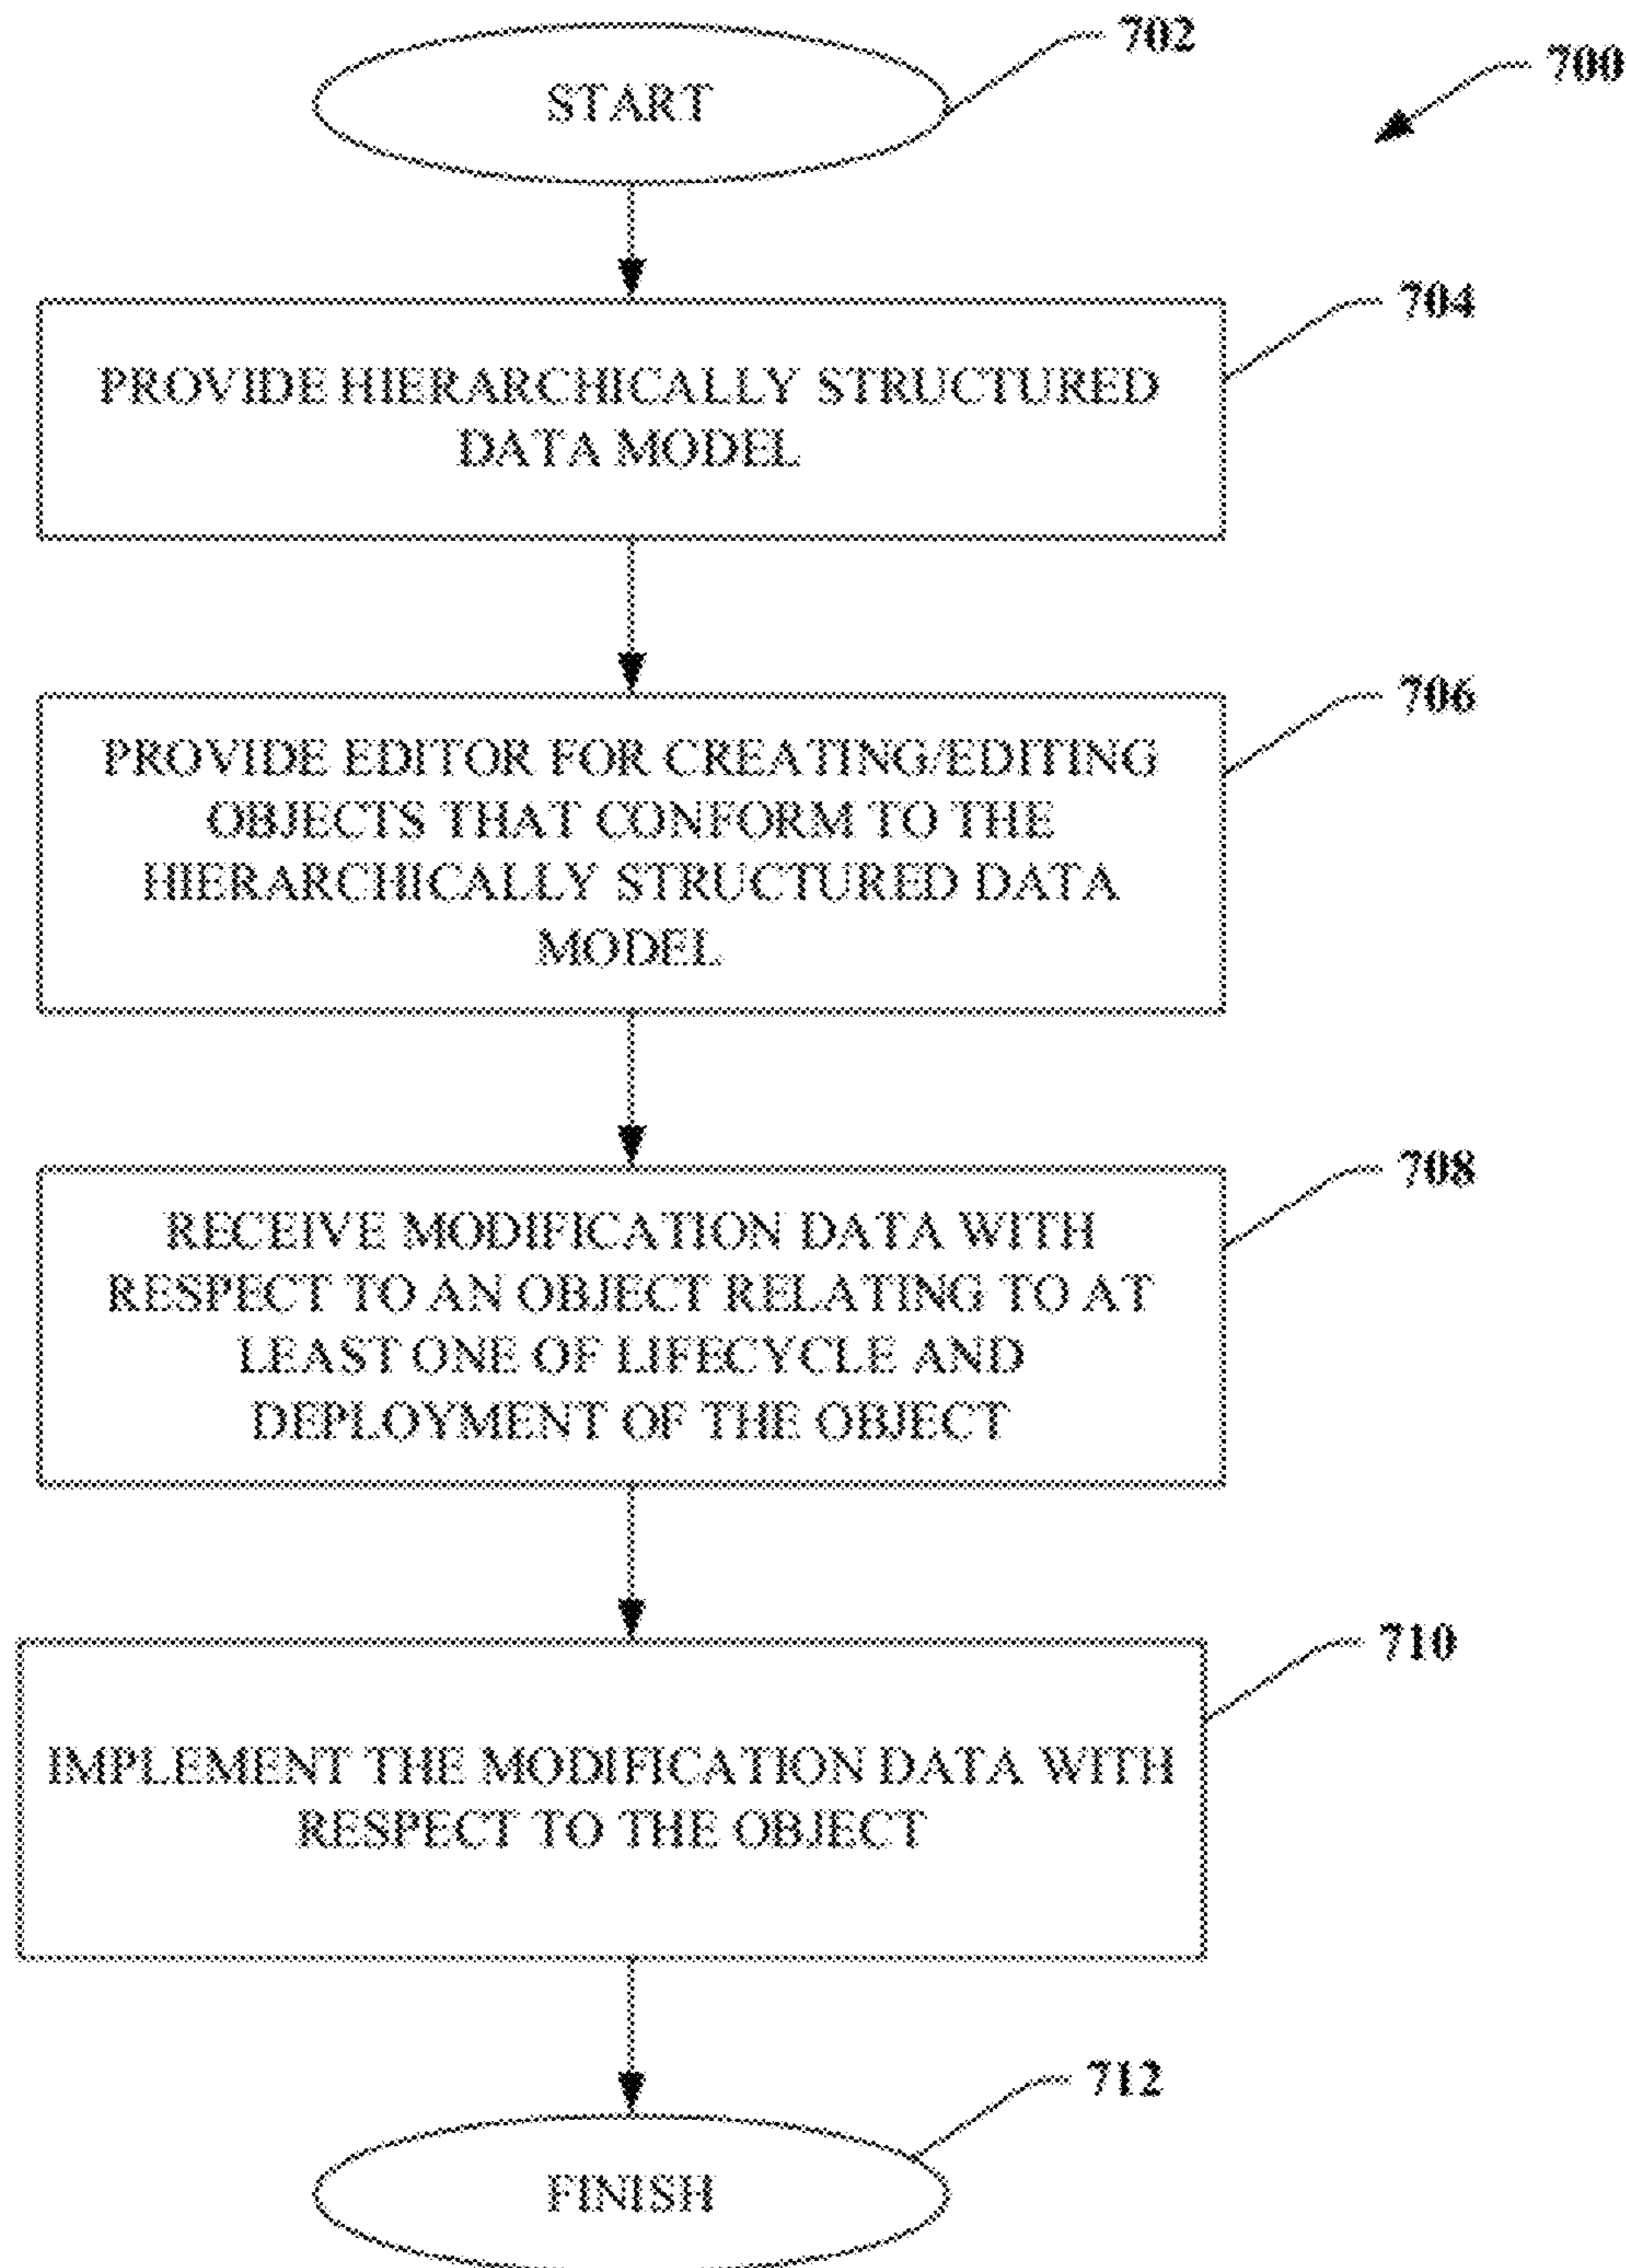 702
700
START
704
PROVIDE HIERARCHICALLY STRUCTURED
DATA MODEL
706
PROVIDE EDITOR FOR CREATING/EDITING
OBJECTS THAT CONFORM TO THE
HIERARCHICALLY STRUCTURED DATA
MODEL
708
RECEIVE MODIFICATION DATA WITH
RESPECT TO AN OBJECT RELATING TO AT
LEAST ONE OF LIFECYCLE AND
DEPLOYMENT OF THE OBJECT
710
IMPLEMENT THE MODIFICATION DATA WITH
RESPECT TO THE OBJECT
712
FINISH